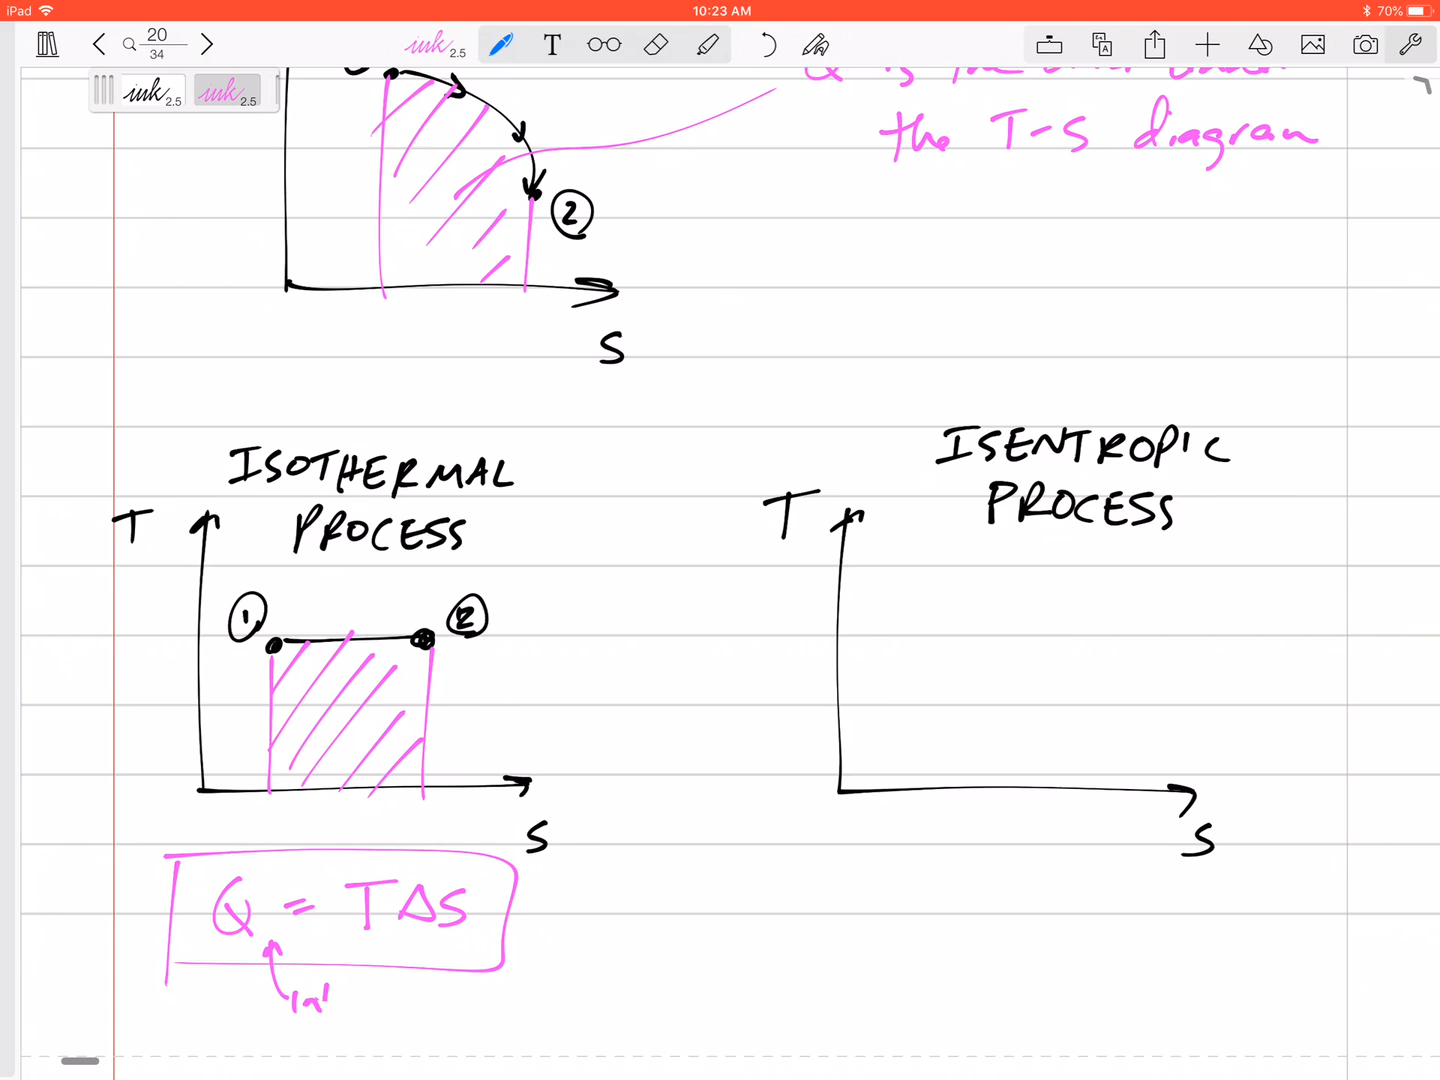 iPad
10:23 AM
70%
20
34
ink 2.5
T
ink 2.5
ink 2.5
the T-S diagram
2
S
ISOTHERMAL
PROCESS
T
1
2
S
Q = TΔS
ISENTROPIC
PROCESS
T
S